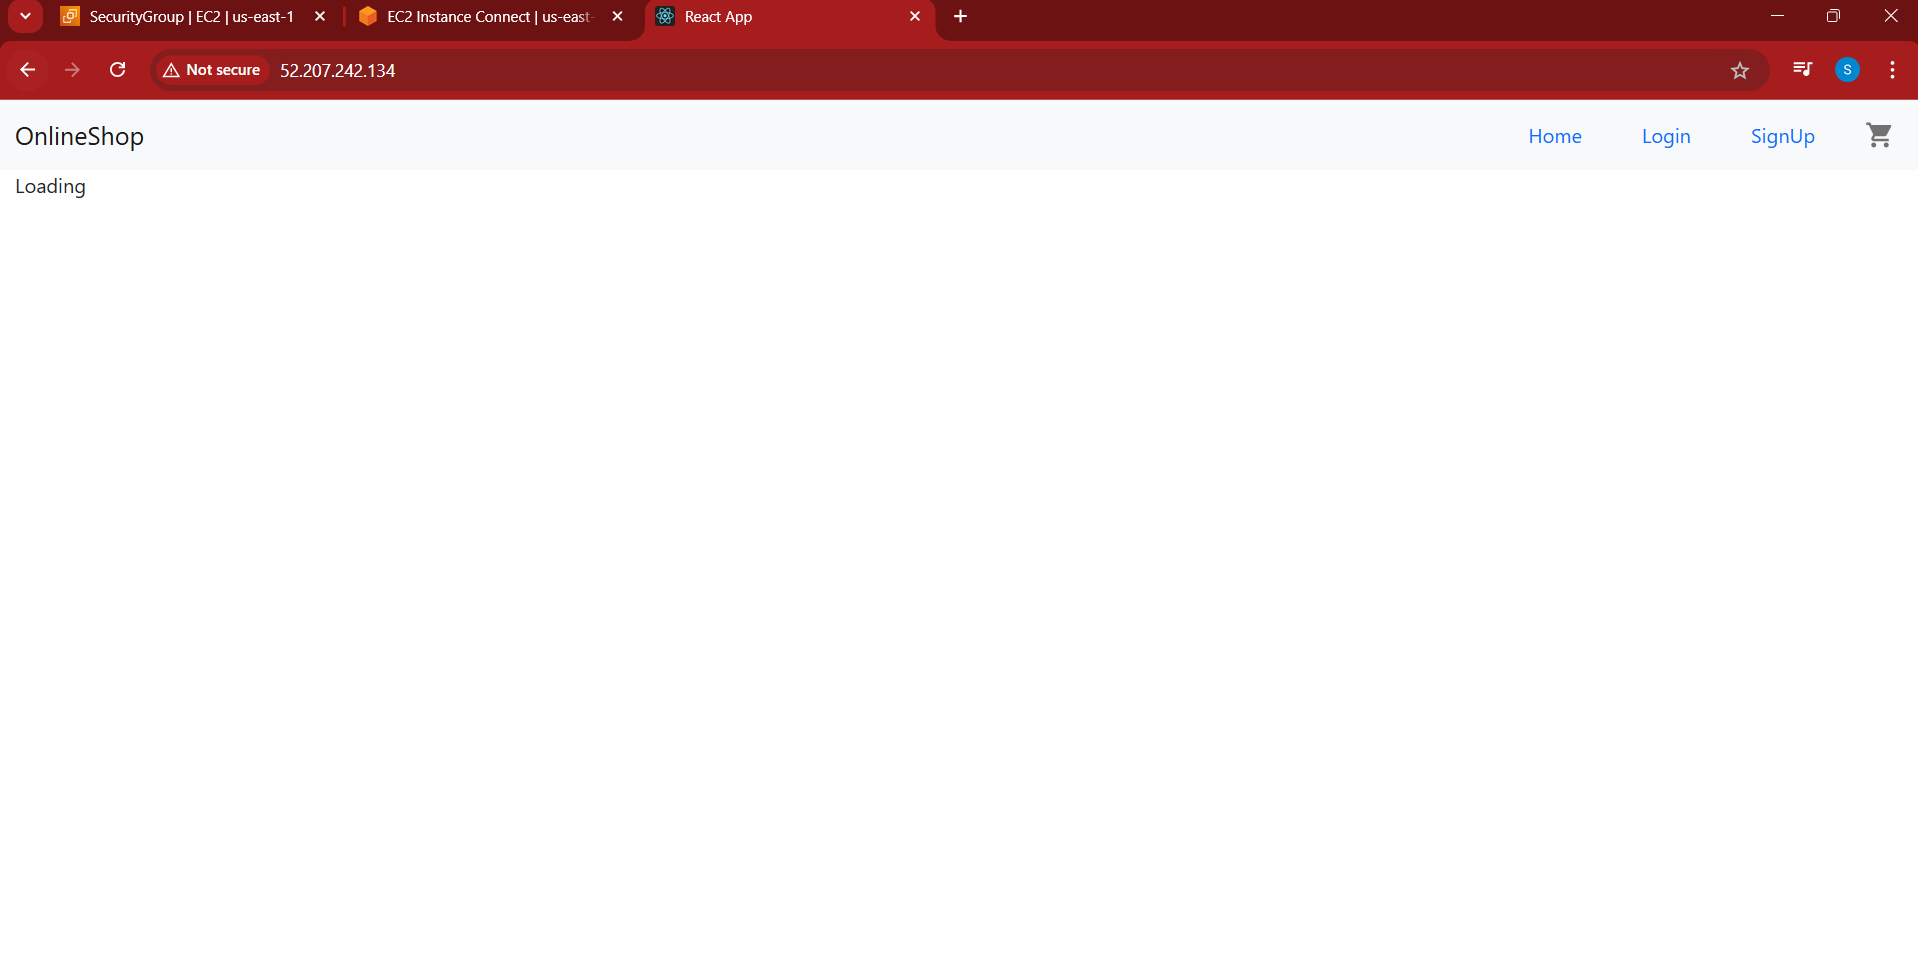 SecurityGroup | EC2 | us-east-1
EC2 Instance Connect | us-east-
React App
Not secure
52.207.242.134
S
OnlineShop
Home
Login
SignUp
Loading